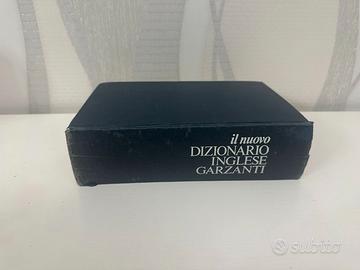 il nuovo
DIZIONARIO
INGLESE
GARZANTI
subito